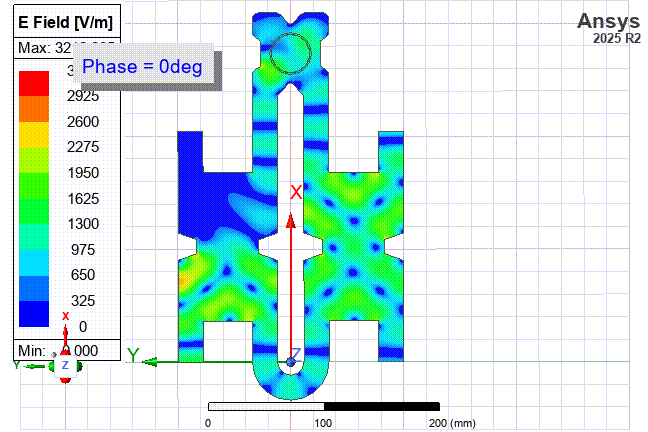 E Field [V/m]
Ansys
2025 R2
Max:
Phase = 0deg
2925
2600
2275
1950
1625
1300
975
650
325
0
Min:
000
X
Y
Z
X
Y
Z
0
100
200 (mm)